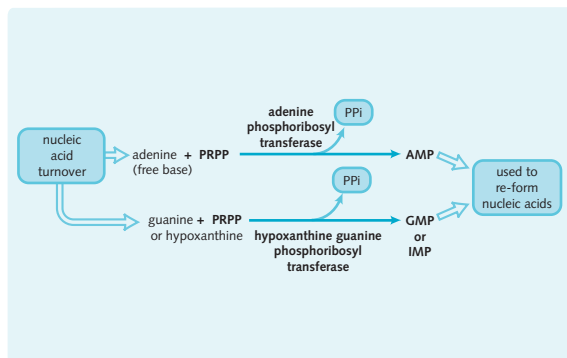 nucleic
acid
turnover
adenine + PRPP
(free base)
adenine
phosphoribosyl
transferase
PPi
AMP
guanine + PRPP
or hypoxanthine
PPi
hypoxanthine guanine
phosphoribosyl
transferase
GMP
or
IMP
used to
re-form
nucleic acids